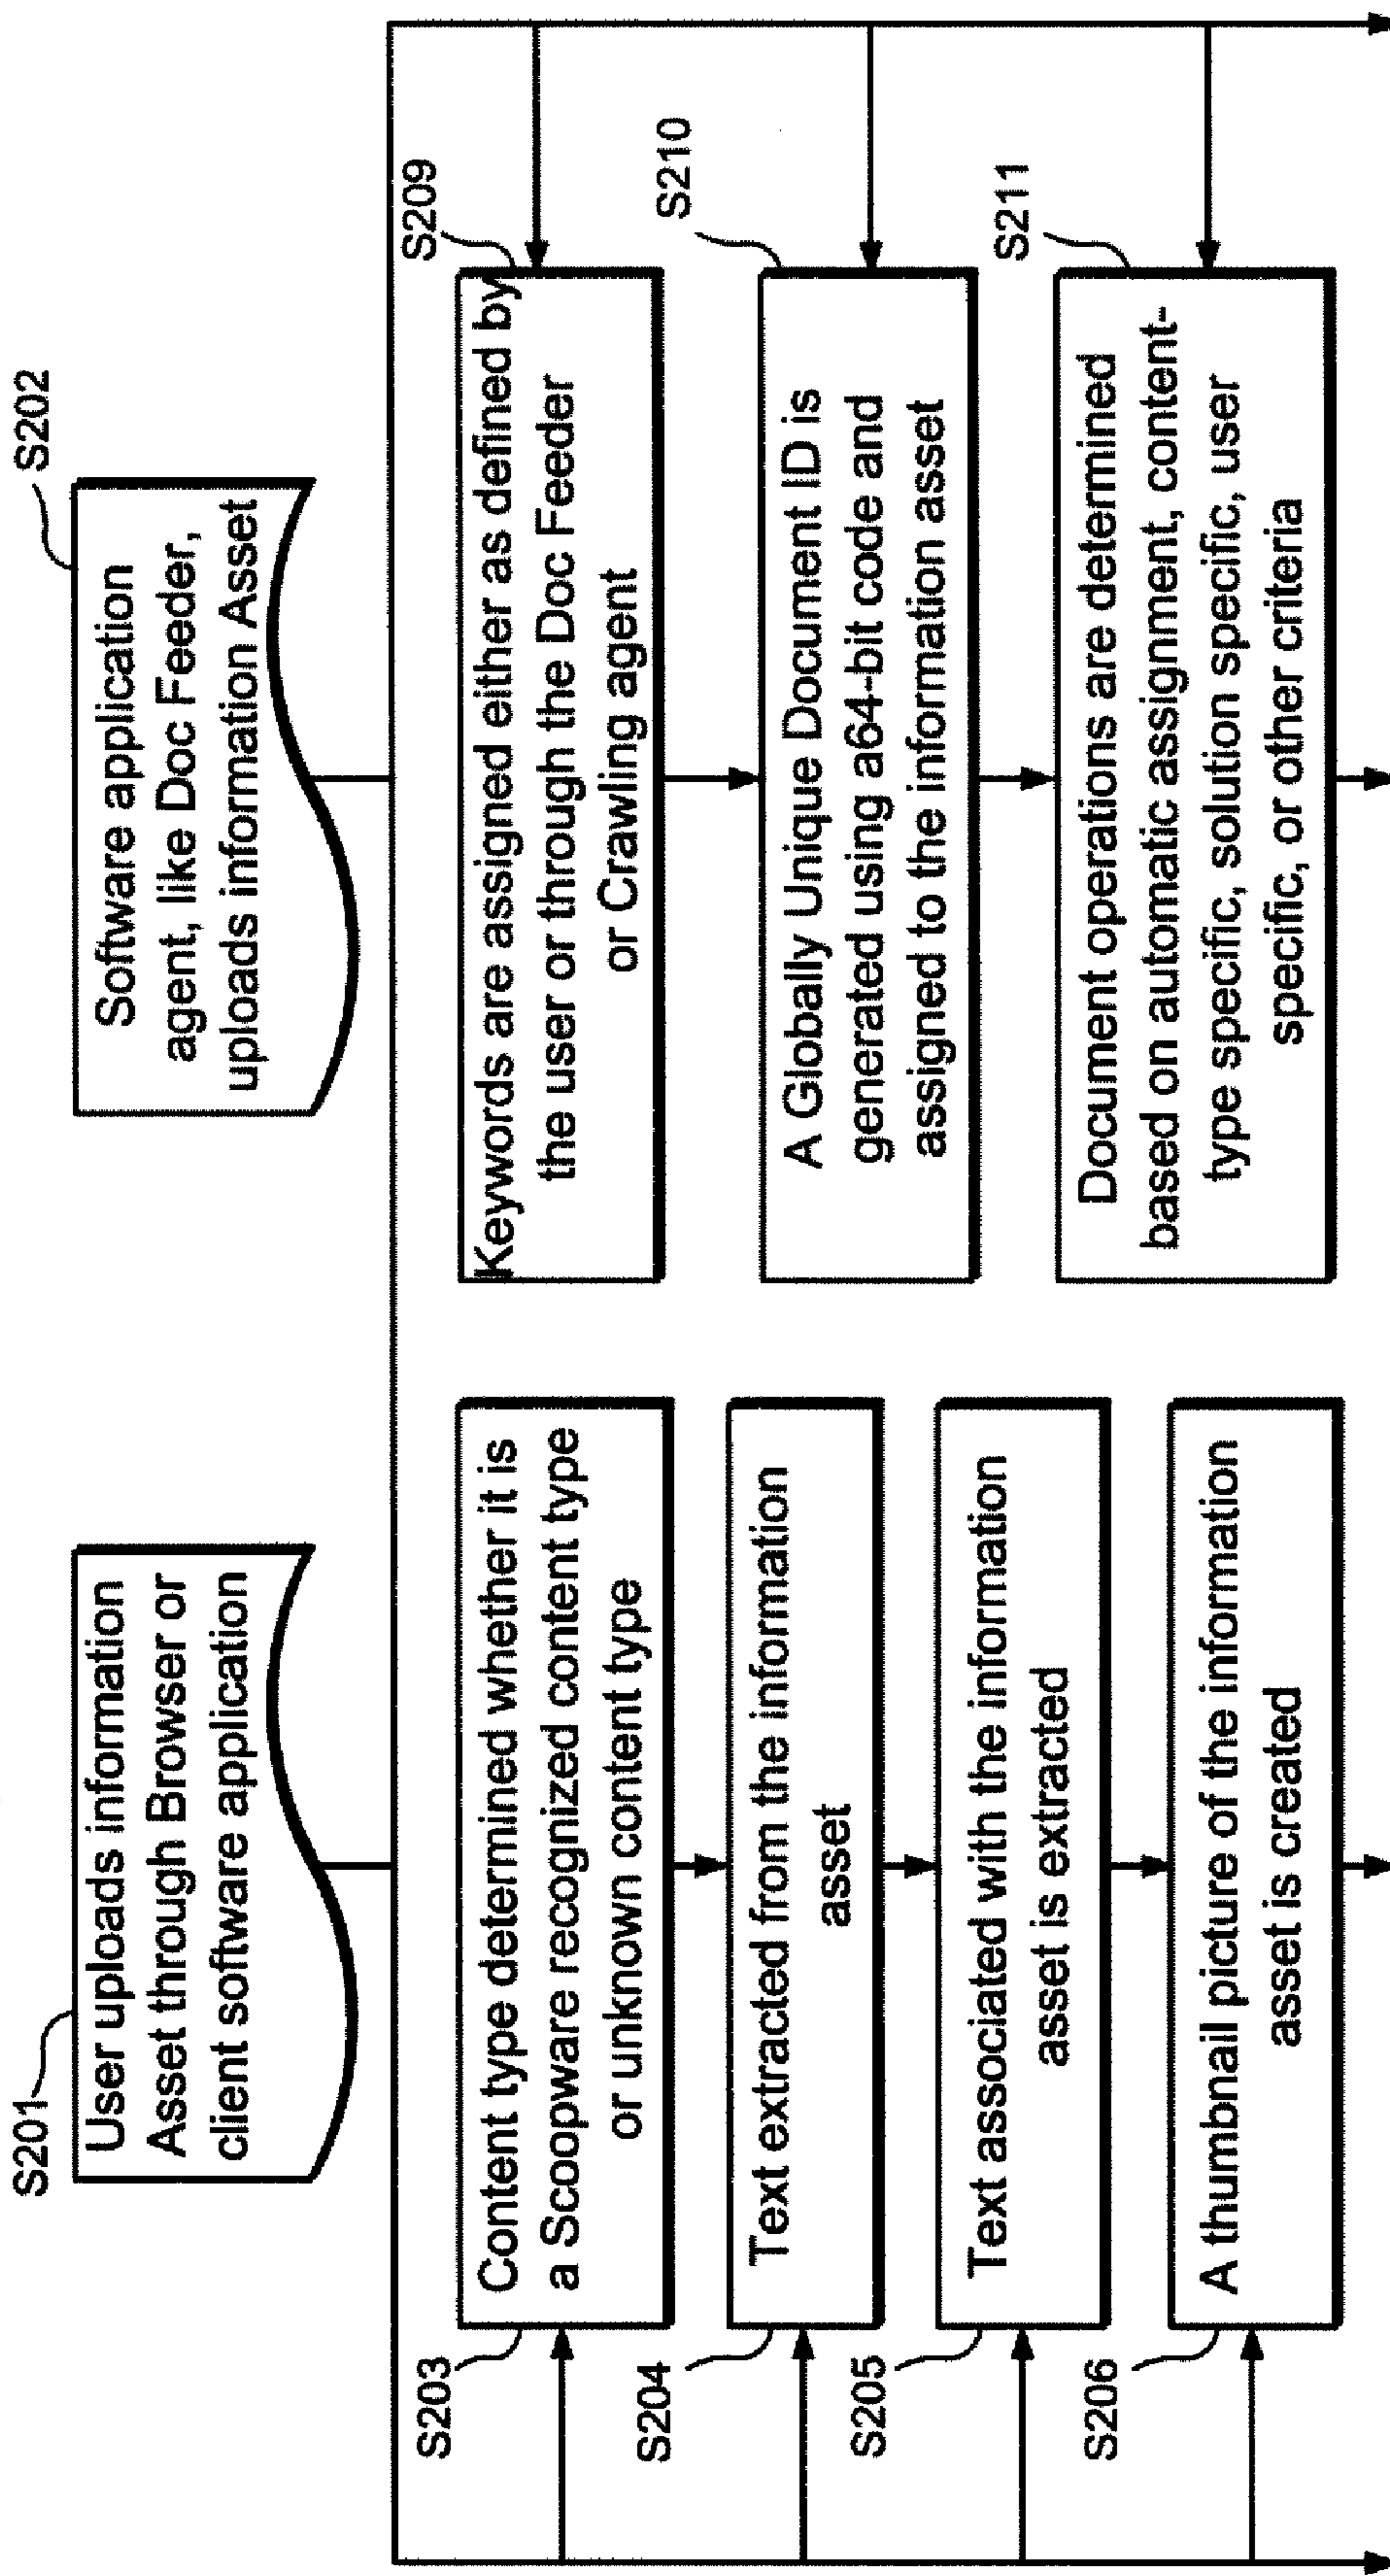 S201
User uploads information
Asset through Browser or
client software application
S202
Software application
agent, like Doc Feeder,
uploads information Asset
S203
Content type determined whether it is
a Scoopware recognized content type
or unknown content type
S204
Text extracted from the information
asset
S205
Text associated with the information
asset is extracted
S206
A thumbnail picture of the information
asset is created
S209
Keywords are assigned either as defined by
the user or through the Doc Feeder
or Crawling agent
S210
A Globally Unique Document ID is
generated using a64-bit code and
assigned to the information asset
S211
Document operations are determined
based on automatic assignment, content-
type specific, solution specific, user
specific, or other criteria